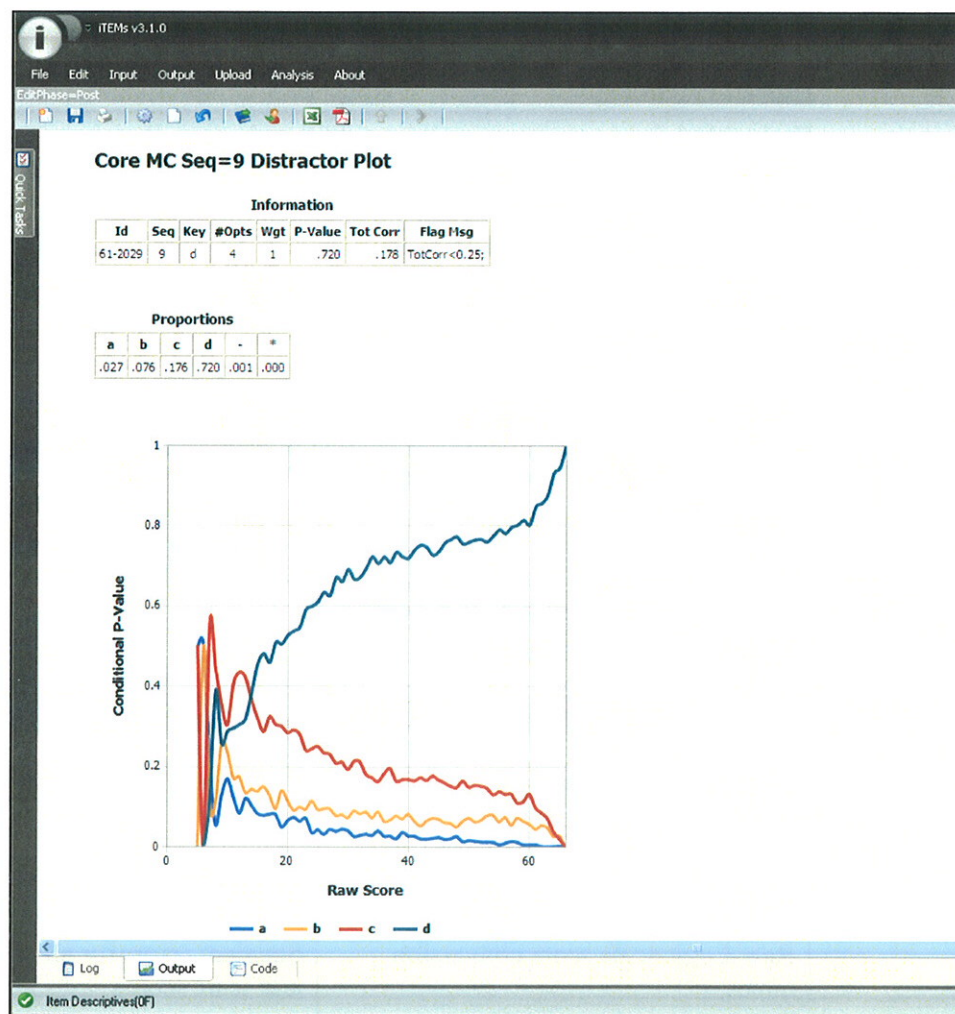 iTEMs v3.1.0
File Edit Input Output Upload Analysis About
EditPhase=Post
Quick Tasks
Core MC Seq=9 Distractor Plot
Information
Id Seq Key #Opts Wgt P-Value Tot Corr Flag Msg
61-2029 9 d 4 1 .720 .178 TotCorr<0.25;
Proportions
a b c d - *
.027 .076 .176 .720 .001 .000
1
0.8
0.6
0.4
0.2
0
Conditional P-Value
0 20 40 60
Raw Score
a b c d
Log Output Code
Item Descriptives(0F)